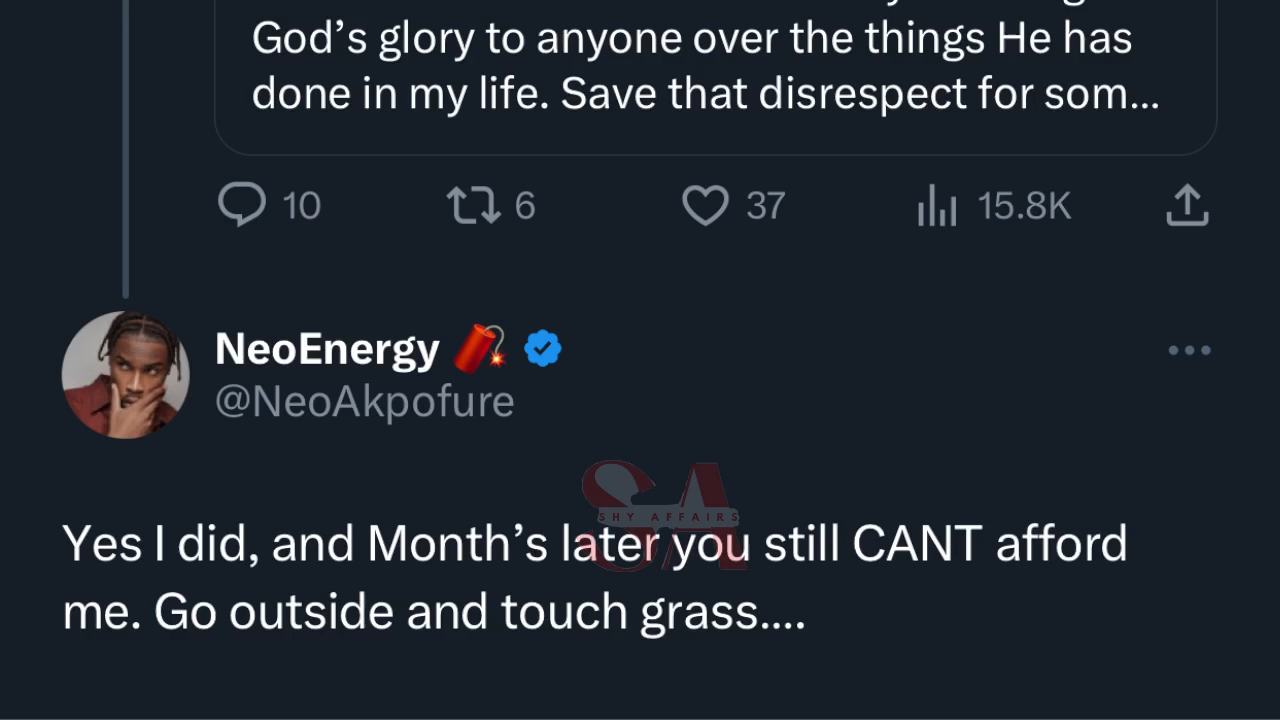 God’s glory to anyone over the things He has
done in my life. Save that disrespect for som...
10 6 37 15.8K
NeoEnergy 🧨
@NeoAkpofure
SA
SHY AFFAIRS
Yes I did, and Month’s later you still CANT afford
me. Go outside and touch grass....